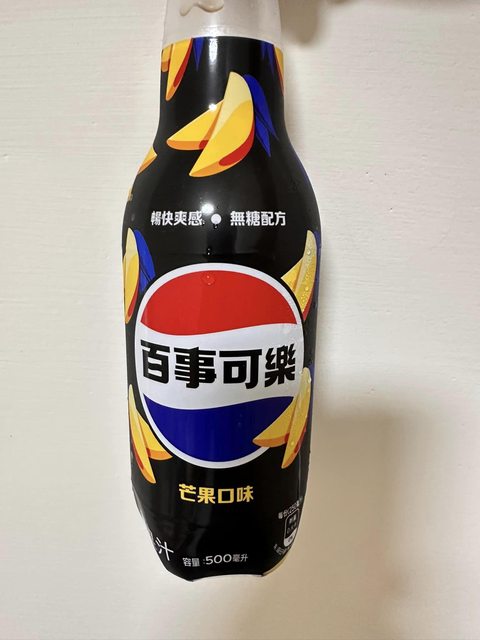 暢快爽感 ● 無糖配方
百事可樂
芒果口味
汁
容量:500毫升